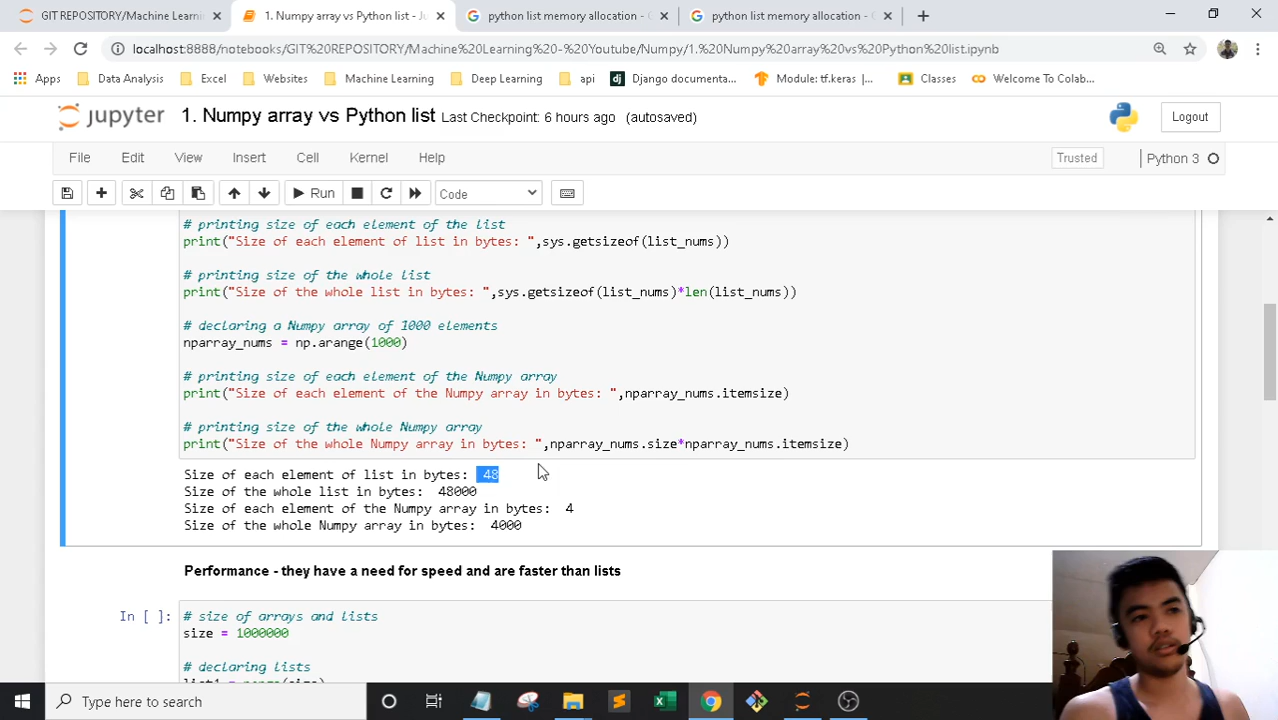 GIT REPOSITORY/Machine Learni
1. Numpy array vs Python list - Ju
python list memory allocation - G
python list memory allocation - G
localhost:8888/notebooks/GIT%20REPOSITORY/Machine%20Learning%20-%20Youtube/Numpy/1.%20Numpy%20array%20vs%20Python%20list.ipynb
Apps
Data Analysis
Excel
Websites
Machine Learning
Deep Learning
api
dj Django documenta...
Module: tf.keras |...
Classes
Welcome To Colab...
jupyter 1. Numpy array vs Python list Last Checkpoint: 6 hours ago (autosaved)
Logout
File Edit View Insert Cell Kernel Help
Trusted
Python 3
Run
Code
# printing size of each element of the list
print("Size of each element of list in bytes: ",sys.getsizeof(list_nums))
# printing size of the whole list
print("Size of the whole list in bytes: ",sys.getsizeof(list_nums)*len(list_nums))
# declaring a Numpy array of 1000 elements
nparray_nums = np.arange(1000)
# printing size of each element of the Numpy array
print("Size of each element of the Numpy array in bytes: ",nparray_nums.itemsize)
# printing size of the whole Numpy array
print("Size of the whole Numpy array in bytes: ",nparray_nums.size*nparray_nums.itemsize)
Size of each element of list in bytes:  48
Size of the whole list in bytes:  48000
Size of each element of the Numpy array in bytes:  4
Size of the whole Numpy array in bytes:  4000
Performance - they have a need for speed and are faster than lists
In [ ]:
# size of arrays and lists
size = 1000000
# declaring lists
list1 = range(size)
Type here to search